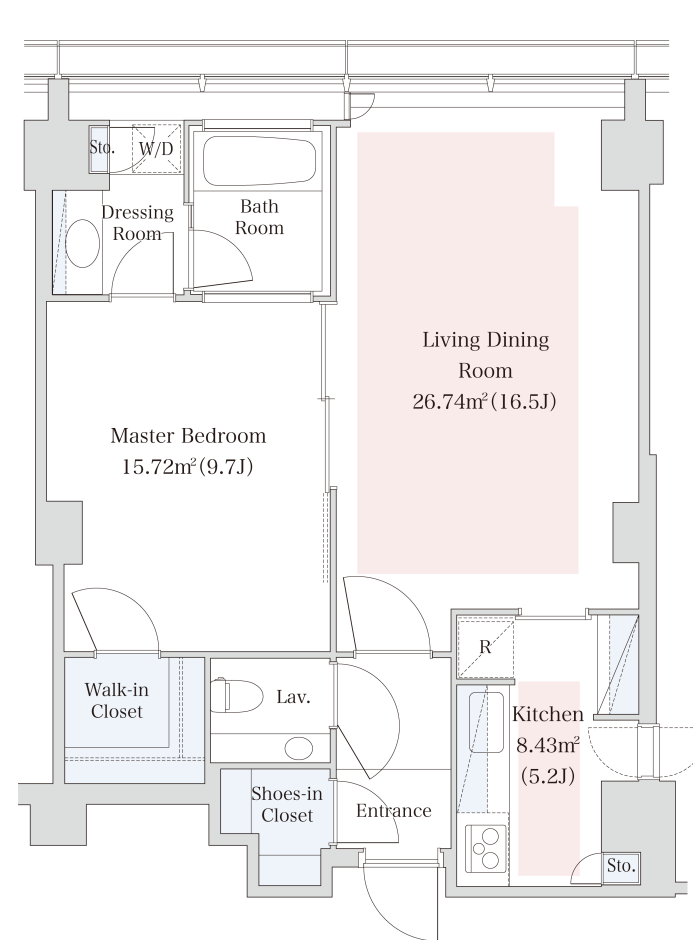 Sto.
W/D
Dressing
Room
Bath
Room
Living Dining
Room
26.74m²(16.5J)
Master Bedroom
15.72m²(9.7J)
R
Walk-in
Closet
Lav.
Kitchen
8.43m²
(5.2J)
Shoes-in
Closet
Entrance
Sto.